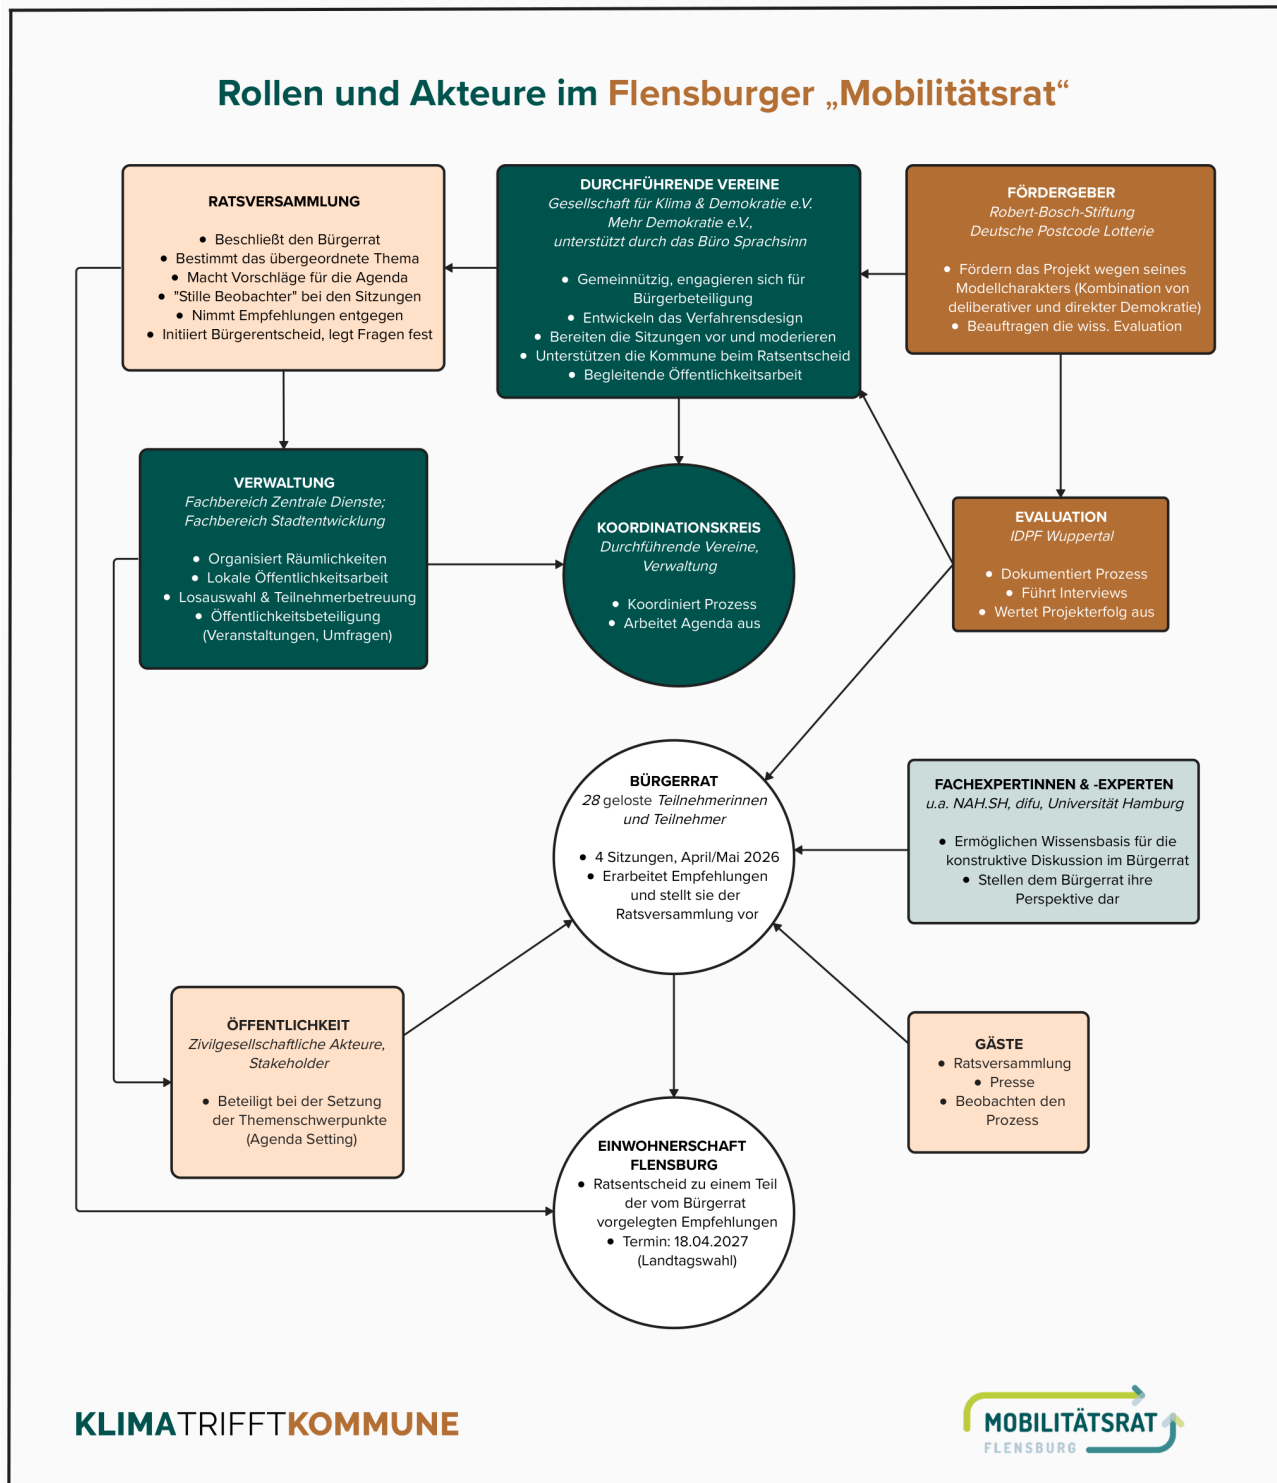 Rollen und Akteure im Flensburger „Mobilitätsrat“
RATSVERSAMMLUNG
● Beschließt den Bürgerrat
● Bestimmt das übergeordnete Thema
● Macht Vorschläge für die Agenda
● "Stille Beobachter" bei den Sitzungen
● Nimmt Empfehlungen entgegen
● Initiiert Bürgerentscheid, legt Fragen fest
DURCHFÜHRENDE VEREINE
Gesellschaft für Klima & Demokratie e.V.
Mehr Demokratie e.V.,
unterstützt durch das Büro Sprachsinn
● Gemeinnützig, engagieren sich für
Bürgerbeteiligung
● Entwickeln das Verfahrensdesign
● Bereiten die Sitzungen vor und moderieren
● Unterstützen die Kommune beim Ratsentscheid
● Begleitende Öffentlichkeitsarbeit
FÖRDERGEBER
Robert-Bosch-Stiftung
Deutsche Postcode Lotterie
● Fördern das Projekt wegen seines
Modellcharakters (Kombination von
deliberativer und direkter Demokratie)
● Beauftragen die wiss. Evaluation
VERWALTUNG
Fachbereich Zentrale Dienste;
Fachbereich Stadtentwicklung
● Organisiert Räumlichkeiten
● Lokale Öffentlichkeitsarbeit
● Losauswahl & Teilnehmerbetreuung
● Öffentlichkeitsbeteiligung
(Veranstaltungen, Umfragen)
KOORDINATIONSKREIS
Durchführende Vereine,
Verwaltung
● Koordiniert Prozess
● Arbeitet Agenda aus
EVALUATION
IDPF Wuppertal
● Dokumentiert Prozess
● Führt Interviews
● Wertet Projekterfolg aus
BÜRGERRAT
28 geloste Teilnehmerinnen
und Teilnehmer
● 4 Sitzungen, April/Mai 2026
● Erarbeitet Empfehlungen
und stellt sie der
Ratsversammlung vor
FACHEXPERTINNEN & -EXPERTEN
u.a. NAH.SH, difu, Universität Hamburg
● Ermöglichen Wissensbasis für die
konstruktive Diskussion im Bürgerrat
● Stellen dem Bürgerrat ihre
Perspektive dar
ÖFFENTLICHKEIT
Zivilgesellschaftliche Akteure,
Stakeholder
● Beteiligt bei der Setzung
der Themenschwerpunkte
(Agenda Setting)
GÄSTE
● Ratsversammlung
● Presse
● Beobachten den
Prozess
EINWOHNERSCHAFT
FLENSBURG
● Ratsentscheid zu einem Teil
der vom Bürgerrat
vorgelegten Empfehlungen
● Termin: 18.04.2027
(Landtagswahl)
KLIMATRIFFTKOMMUNE
MOBILITÄTSRAT
FLENSBURG